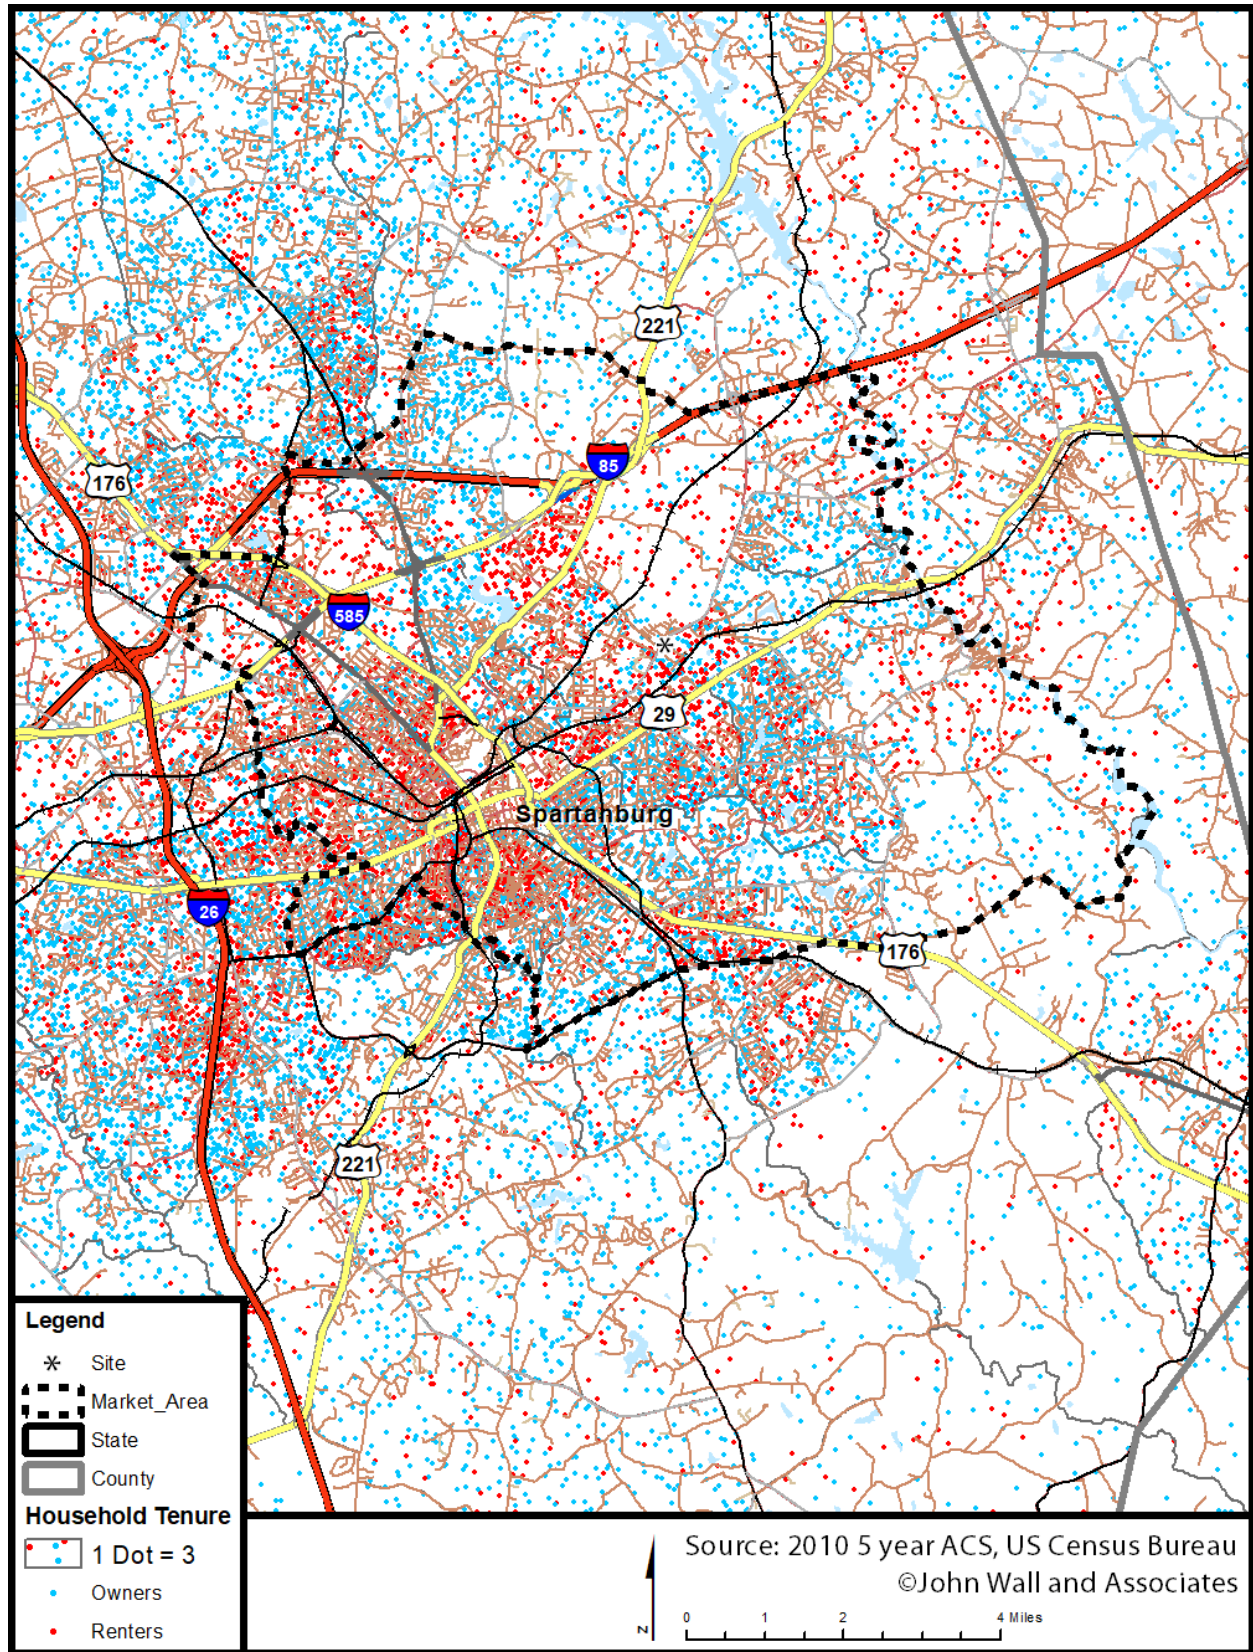 221
85
176
585
29
Spartanburg
26
176
221
Legend
Site
Market_Area
State
County
Household Tenure
1 Dot = 3
Owners
Renters
Source: 2010 5 year ACS, US Census Bureau
©John Wall and Associates
N
0 1 2 4 Miles